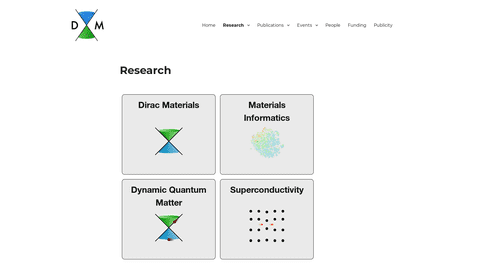 D M
Home Research Publications Events People Funding Publicity
Research
Dirac Materials
Materials
Informatics
Dynamic Quantum
Matter
Superconductivity